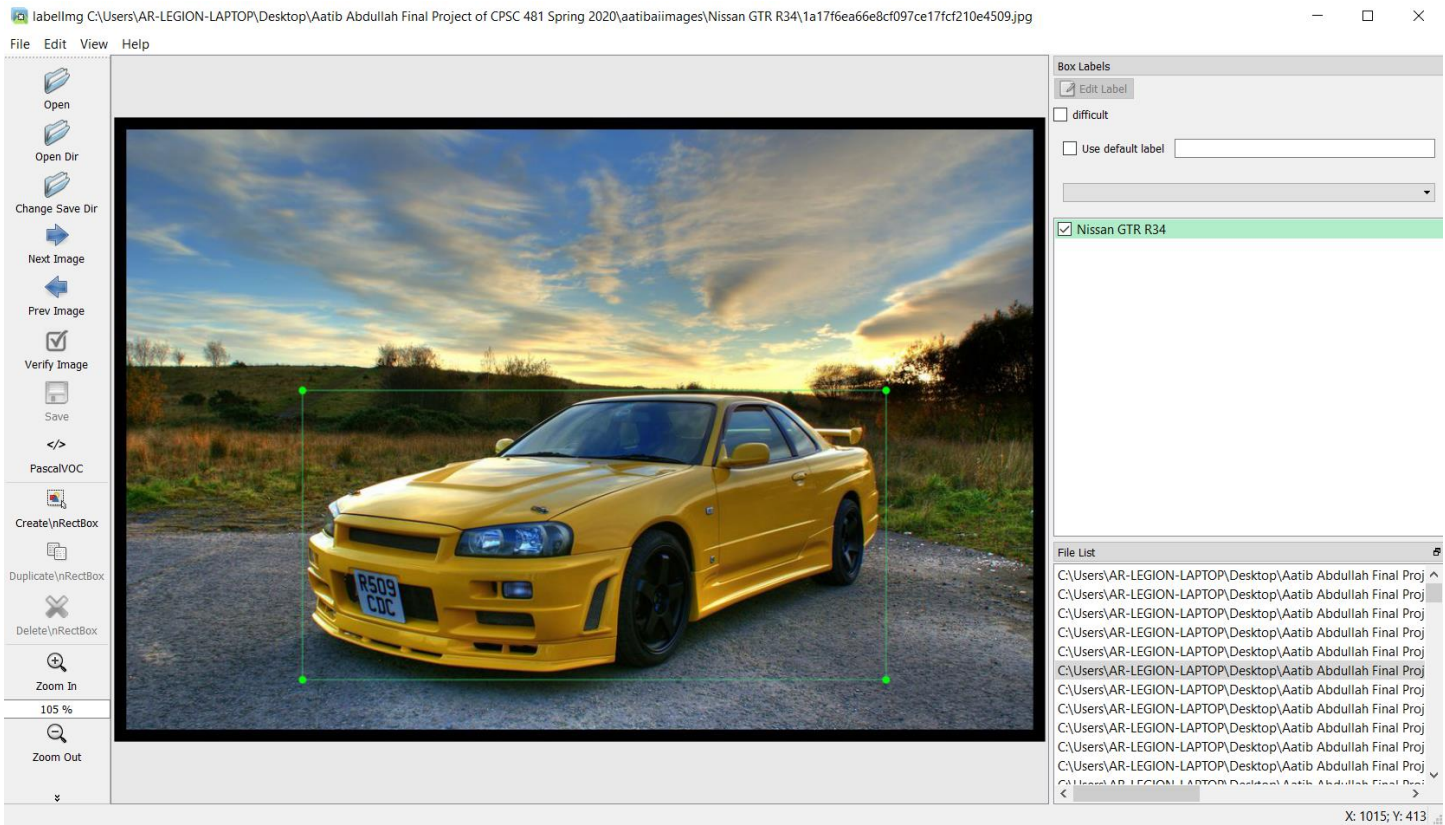 labelImg C:\Users\AR-LEGION-LAPTOP\Desktop\Aatib Abdullah Final Project of CPSC 481 Spring 2020\aatibaiimages\Nissan GTR R34\1a17f6ea66e8cf097ce17fcf210e4509.jpg
File Edit View Help
Open
Open Dir
Change Save Dir
Next Image
Prev Image
Verify Image
Save
</>
PascalVOC
Create\nRectBox
Duplicate\nRectBox
Delete\nRectBox
Zoom In
105 %
Zoom Out
R509
CDC
Box Labels
Edit Label
difficult
Use default label
Nissan GTR R34
File List
C:\Users\AR-LEGION-LAPTOP\Desktop\Aatib Abdullah Final Proj
C:\Users\AR-LEGION-LAPTOP\Desktop\Aatib Abdullah Final Proj
C:\Users\AR-LEGION-LAPTOP\Desktop\Aatib Abdullah Final Proj
C:\Users\AR-LEGION-LAPTOP\Desktop\Aatib Abdullah Final Proj
C:\Users\AR-LEGION-LAPTOP\Desktop\Aatib Abdullah Final Proj
C:\Users\AR-LEGION-LAPTOP\Desktop\Aatib Abdullah Final Proj
C:\Users\AR-LEGION-LAPTOP\Desktop\Aatib Abdullah Final Proj
C:\Users\AR-LEGION-LAPTOP\Desktop\Aatib Abdullah Final Proj
C:\Users\AR-LEGION-LAPTOP\Desktop\Aatib Abdullah Final Proj
C:\Users\AR-LEGION-LAPTOP\Desktop\Aatib Abdullah Final Proj
C:\Users\AR-LEGION-LAPTOP\Desktop\Aatib Abdullah Final Proj
X: 1015; Y: 413